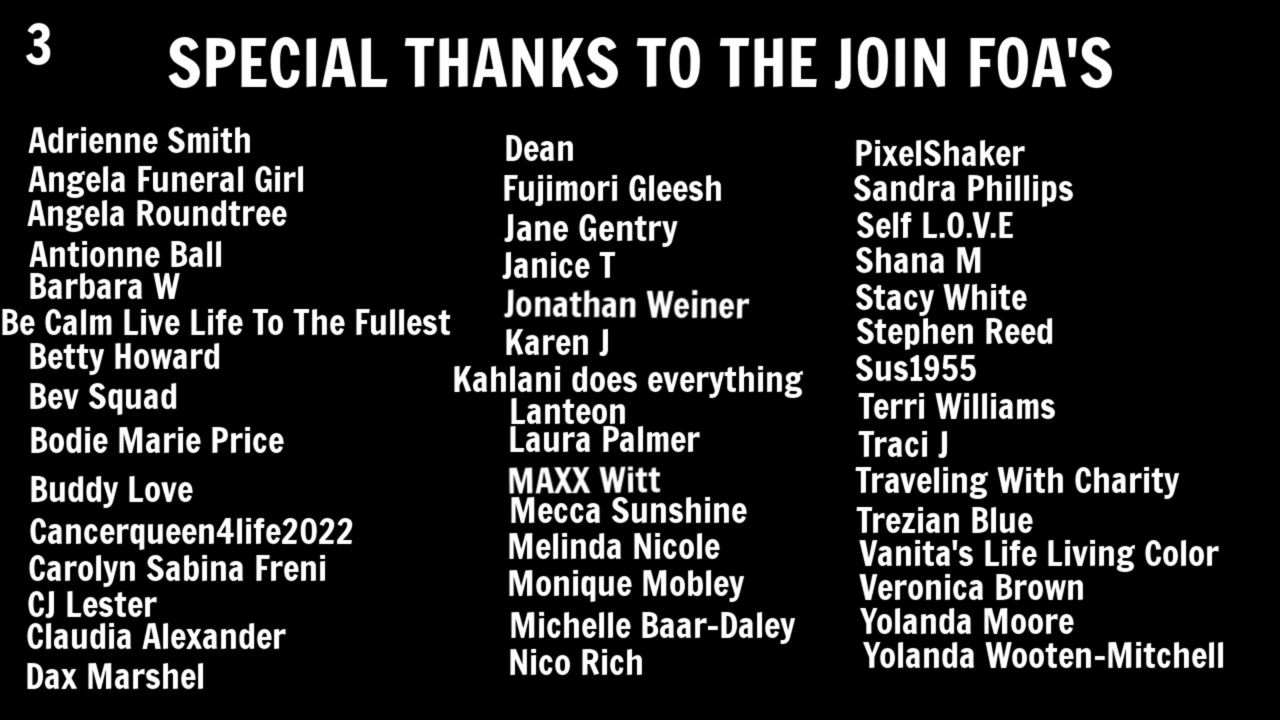 3
SPECIAL THANKS TO THE JOIN FOA'S
Adrienne Smith
Angela Funeral Girl
Angela Roundtree
Antionne Ball
Barbara W
Be Calm Live Life To The Fullest
Betty Howard
Bev Squad
Bodie Marie Price
Buddy Love
Cancerqueen4life2022
Carolyn Sabina Freni
CJ Lester
Claudia Alexander
Dax Marshel
Dean
Fujimori Gleesh
Jane Gentry
Janice T
Jonathan Weiner
Karen J
Kahlani does everything
Lanteon
Laura Palmer
MAXX Witt
Mecca Sunshine
Melinda Nicole
Monique Mobley
Michelle Baar-Daley
Nico Rich
PixelShaker
Sandra Phillips
Self L.O.V.E
Shana M
Stacy White
Stephen Reed
Sus1955
Terri Williams
Traci J
Traveling With Charity
Trezian Blue
Vanita's Life Living Color
Veronica Brown
Yolanda Moore
Yolanda Wooten-Mitchell